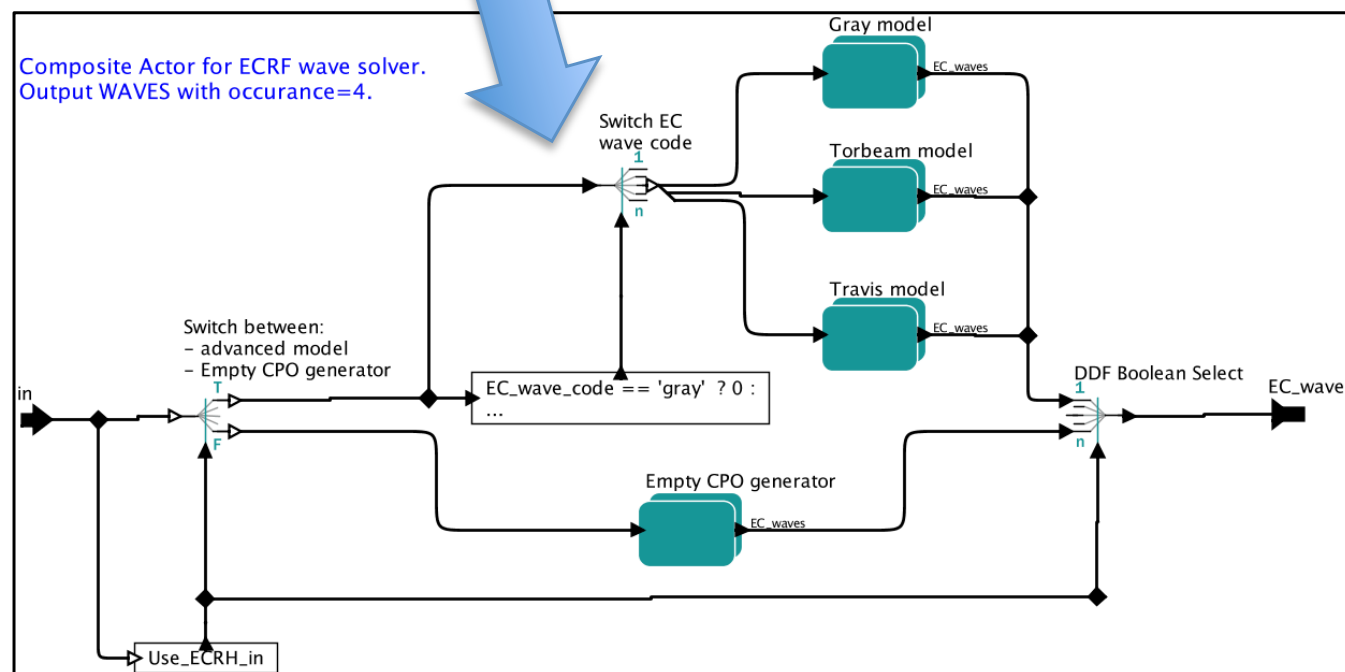 Composite Actor for ECRF wave solver.
Output WAVES with occurance=4.
Gray model
EC_waves
Switch EC
wave code
1
n
Torbeam model
EC_waves
Travis model
EC_waves
Switch between:
- advanced model
- Empty CPO generator
T
F
in
EC_wave_code == 'gray' ? 0 :
...
DDF Boolean Select
1
n
EC_wave
Empty CPO generator
EC_waves
Use_ECRH_in